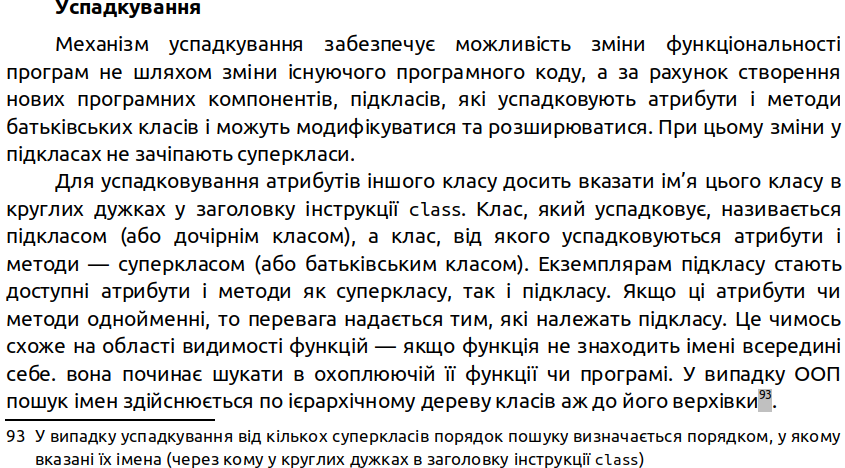 Успадкування
Механізм успадкування забезпечує можливість зміни функціональності
програм не шляхом зміни існуючого програмного коду, а за рахунок створення
нових програмних компонентів, підкласів, які успадковують атрибути і методи
батьківських класів і можуть модифікуватися та розширюватися. При цьому зміни у
підкласах не зачіпають суперкласи.
Для успадковування атрибутів іншого класу досить вказати ім’я цього класу в
круглих дужках у заголовку інструкції class. Клас, який успадковує, називається
підкласом (або дочірнім класом), а клас, від якого успадковуються атрибути і
методи — суперкласом (або батьківським класом). Екземплярам підкласу стають
доступні атрибути і методи як суперкласу, так і підкласу. Якщо ці атрибути чи
методи однойменні, то перевага надається тим, які належать підкласу. Це чимось
схоже на області видимості функцій — якщо функція не знаходить імені всередині
себе. вона починає шукати в охоплюючій її функції чи програмі. У випадку ООП
пошук імен здійснюється по ієрархічному дереву класів аж до його верхівки93.
93 У випадку успадкування від кількох суперкласів порядок пошуку визначається порядком, у якому
вказані їх імена (через кому у круглих дужках в заголовку інструкції class)